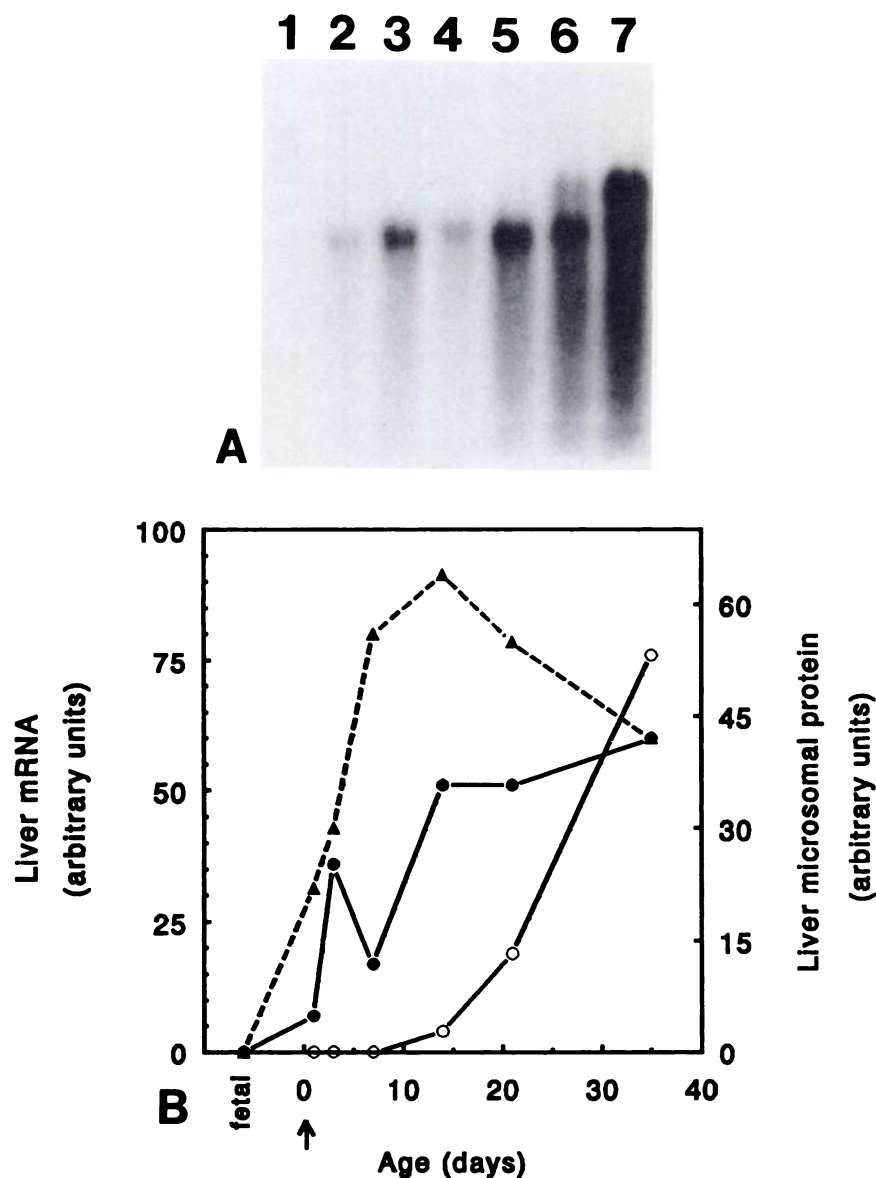 1 2 3 4 5 6 7
A
100
75
50
25
0
Liver mRNA
(arbitrary units)
60
45
30
15
0
Liver microsomal protein
(arbitrary units)
fetal 0 10 20 30 40
B
Age (days)